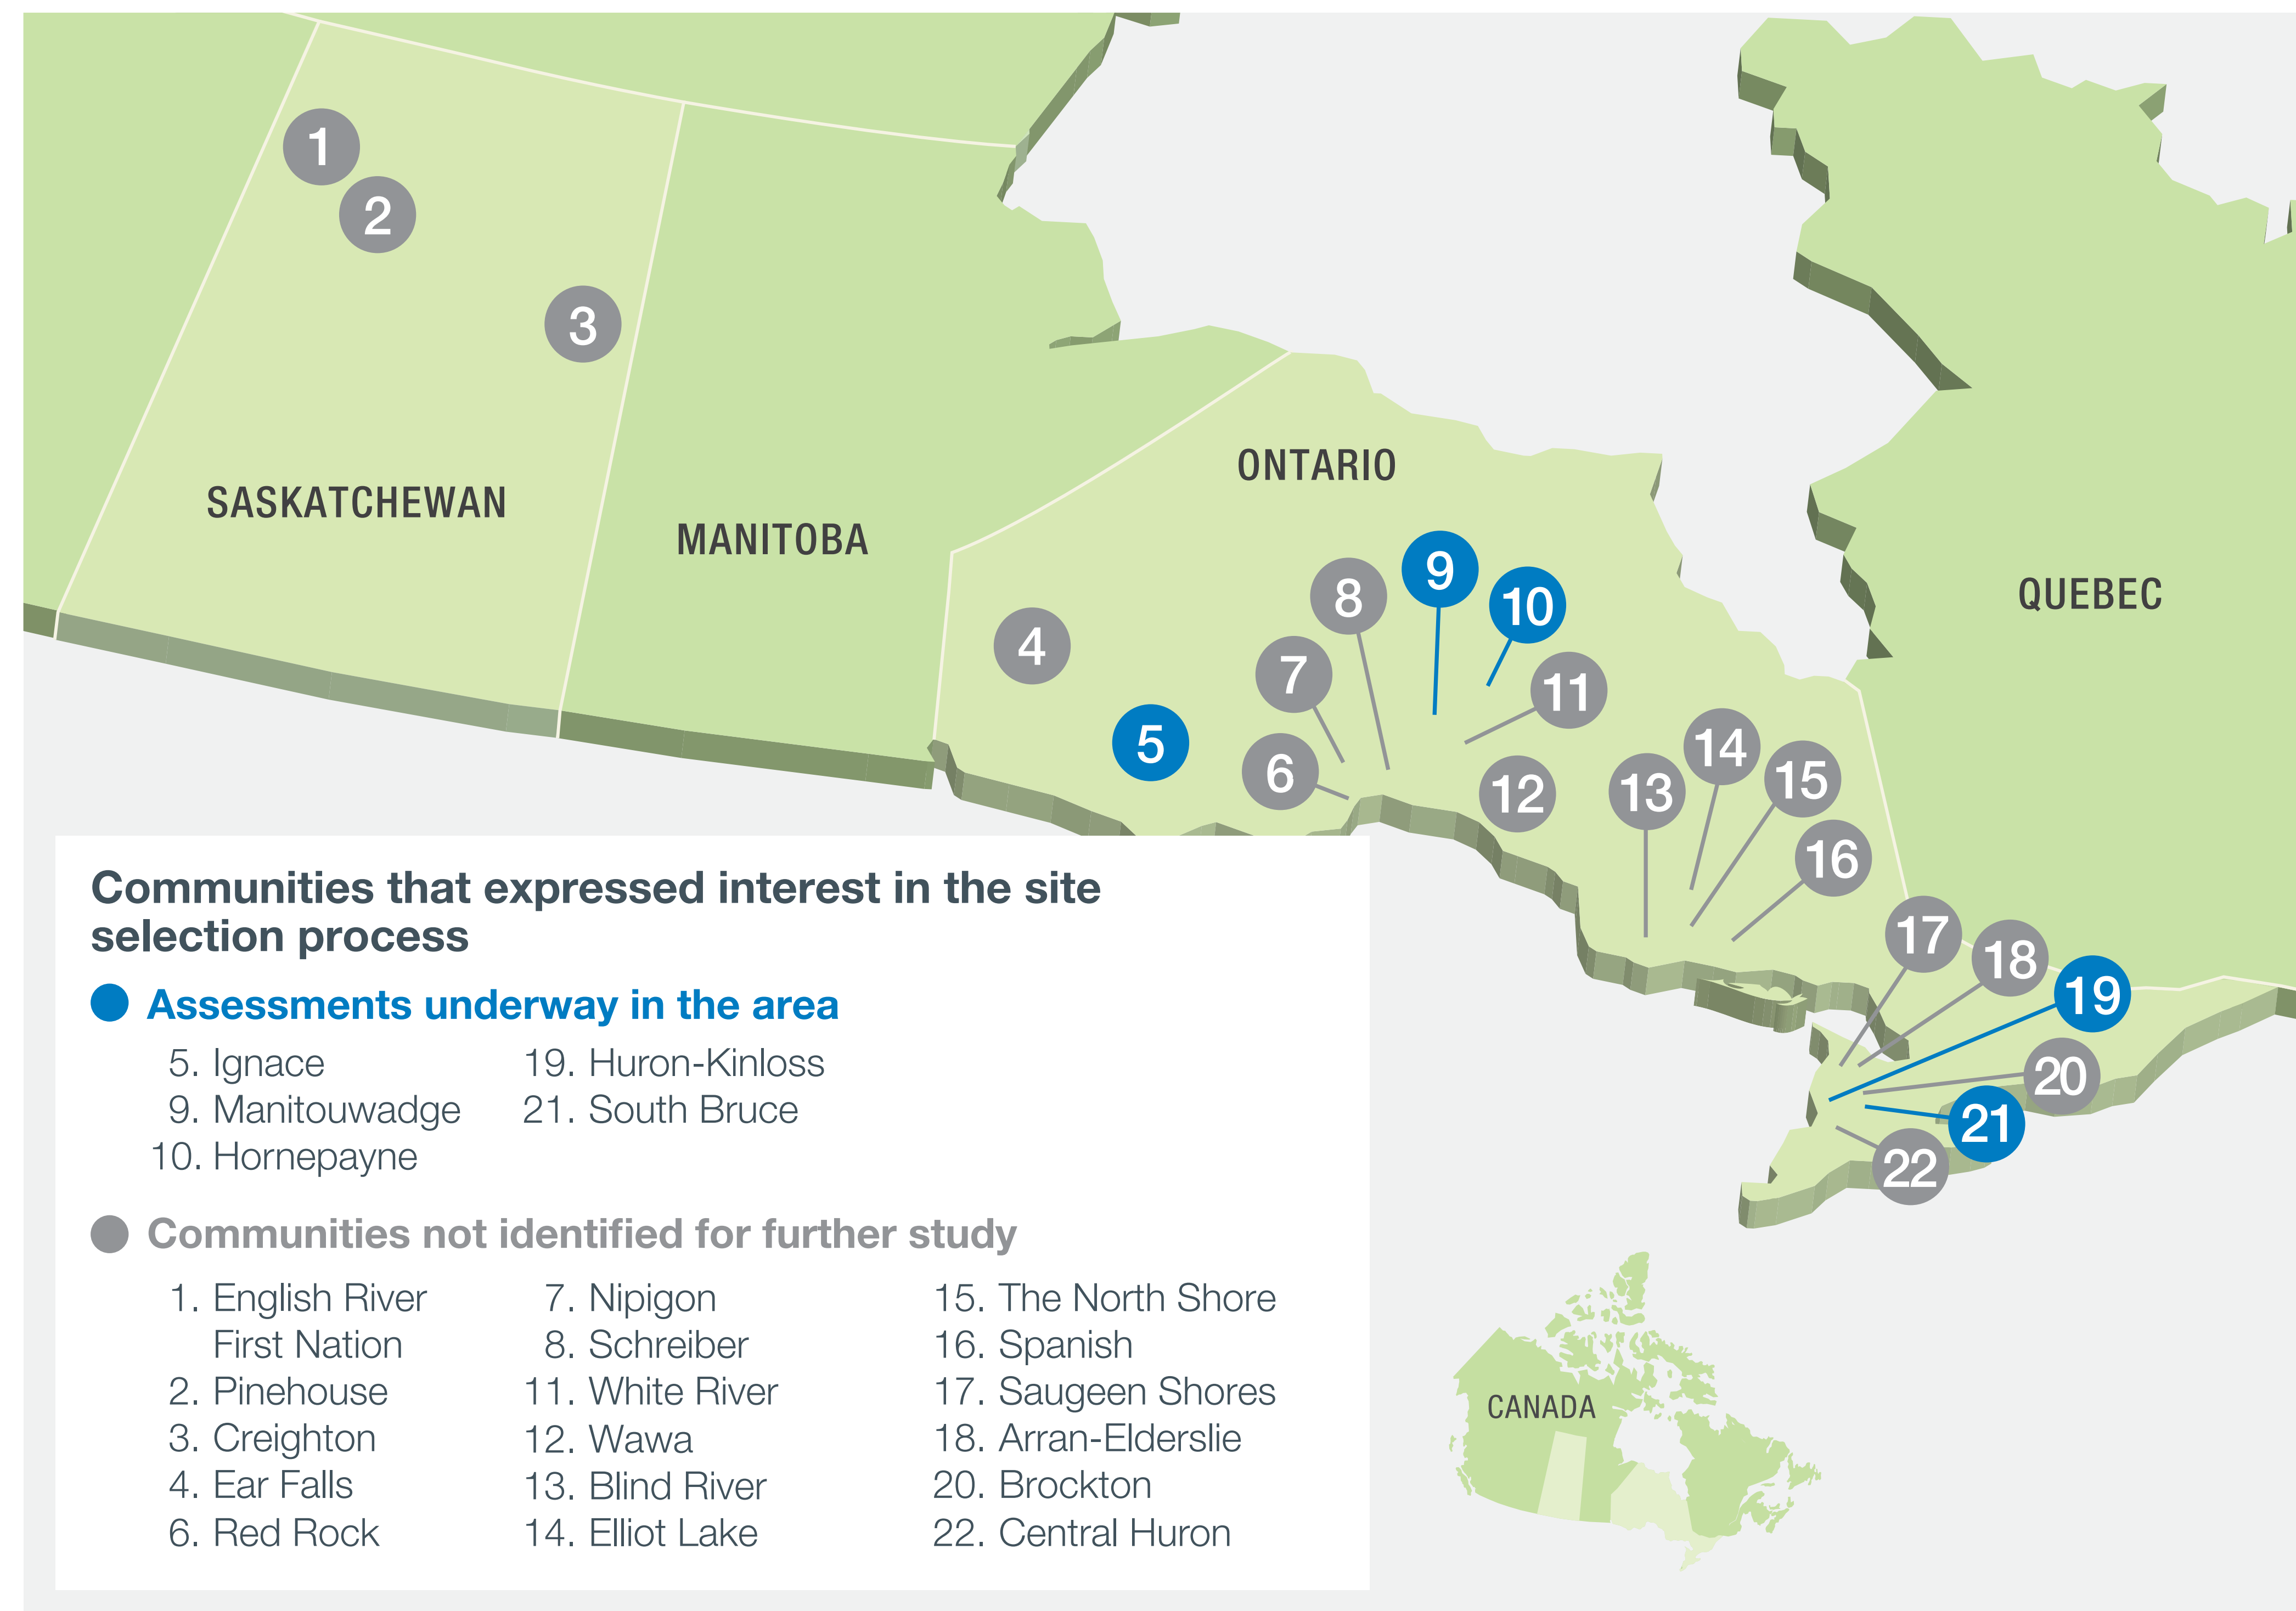 1
2
3
SASKATCHEWAN
MANITOBA
ONTARIO
QUEBEC
4
5
6
7
8
9
10
11
12
13
14
15
16
17
18
19
20
21
22
Communities that expressed interest in the site
selection process
Assessments underway in the area
5. Ignace
9. Manitouwadge
10. Hornepayne
19. Huron-Kinloss
21. South Bruce
Communities not identified for further study
1. English River
First Nation
2. Pinehouse
3. Creighton
4. Ear Falls
6. Red Rock
7. Nipigon
8. Schreiber
11. White River
12. Wawa
13. Blind River
14. Elliot Lake
15. The North Shore
16. Spanish
17. Saugeen Shores
18. Arran-Elderslie
20. Brockton
22. Central Huron
CANADA